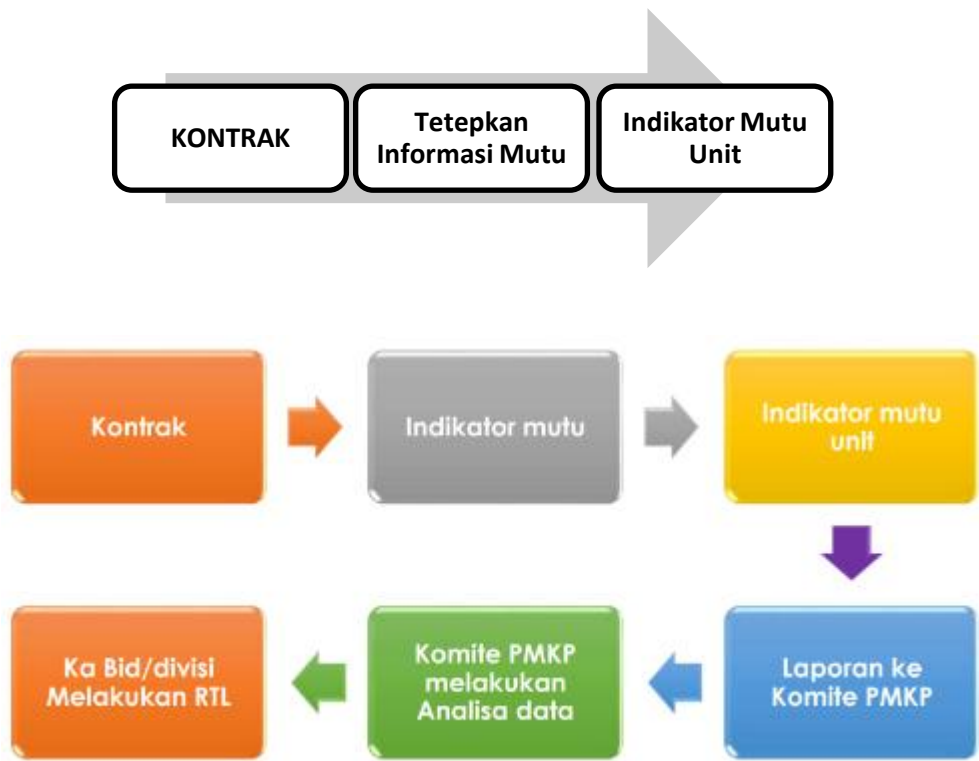 KONTRAK
Tetepkan
Informasi Mutu
Indikator Mutu
Unit
Kontrak
Indikator mutu
Indikator mutu
unit
Laporan ke
Komite PMKP
Komite PMKP
melakukan
Analisa data
Ka Bid/divisi
Melakukan RTL